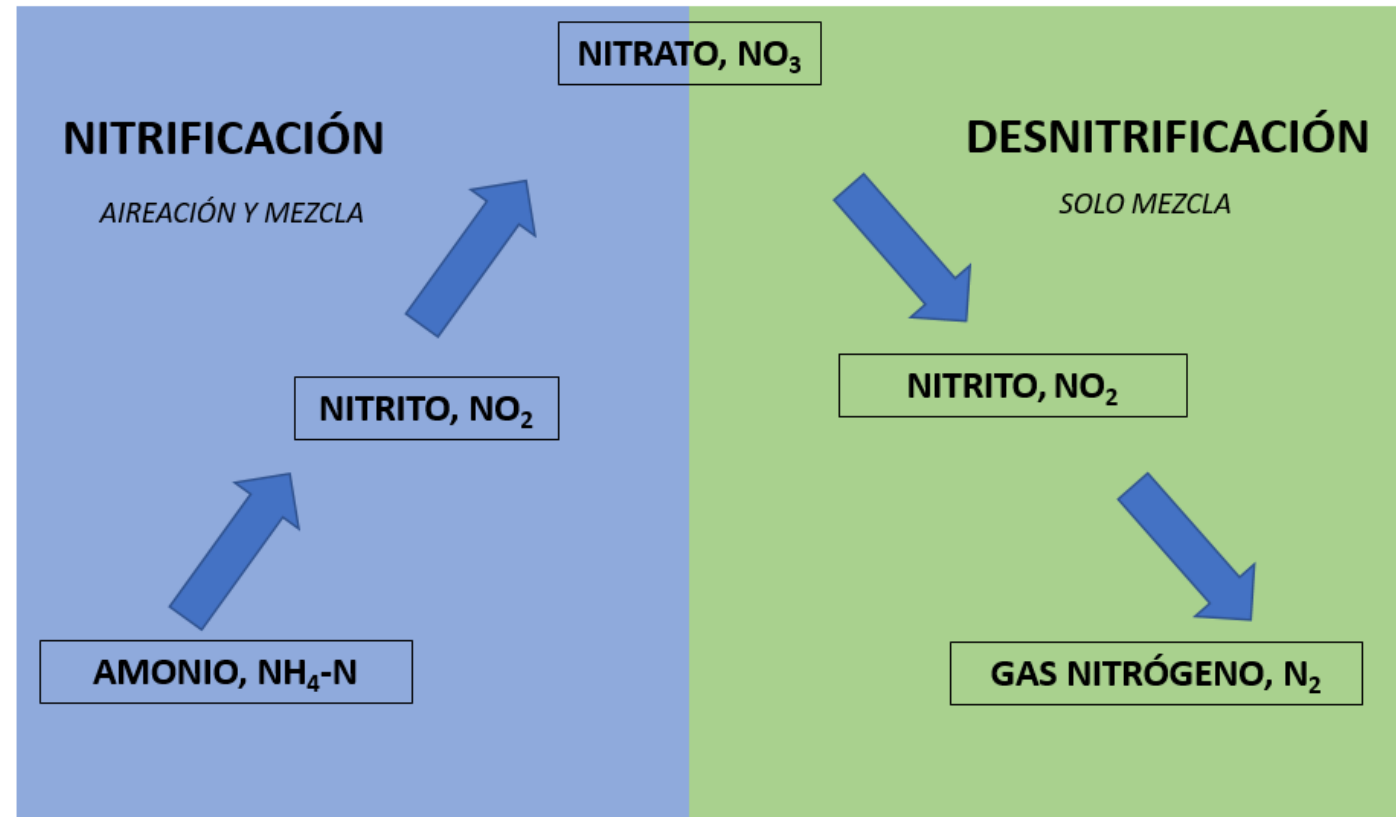 NITRATO, NO₃
NITRIFICACIÓN
AIREACIÓN Y MEZCLA
DESNITRIFICACIÓN
SOLO MEZCLA
NITRITO, NO₂
NITRITO, NO₂
AMONIO, NH₄-N
GAS NITRÓGENO, N₂